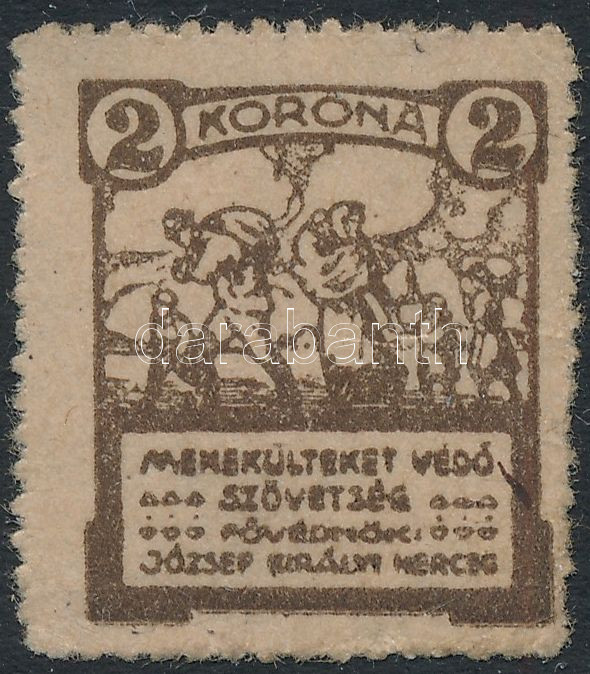 2 KORONA 2
darabanth
MENEKÜLTEKET VÉDŐ
SZÖVETSÉG
FŐVÉDNÖK:
JÓZSEF KIRÁLYI HERCEG